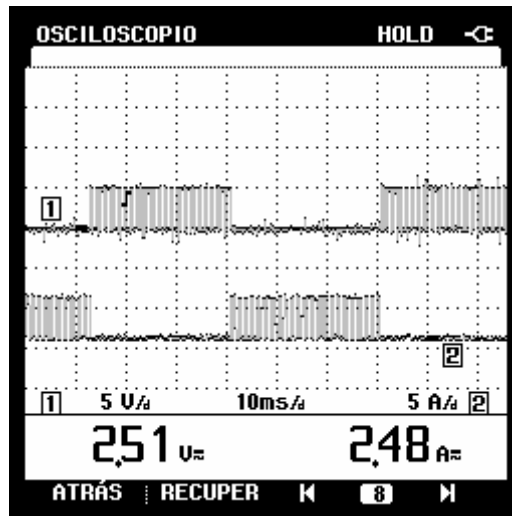 OSCILOSCOPIO HOLD
1
2
1 5 V/d 10ms/d 5 A/d 2
2,51 V≂ 2,48 A≂
ATRÁS RECUPER 8